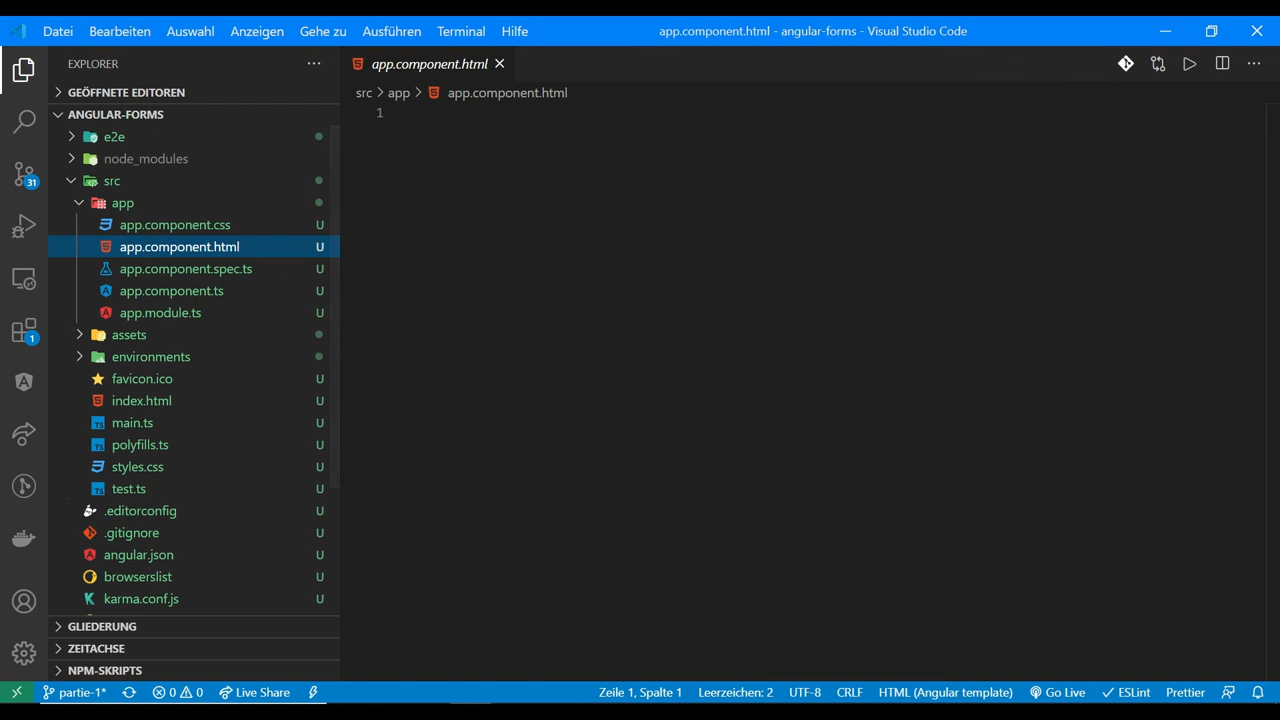 Datei Bearbeiten Auswahl Anzeigen Gehe zu Ausführen Terminal Hilfe app.component.html - angular-forms - Visual Studio Code
EXPLORER
app.component.html
GEÖFFNETE EDITOREN
src > app > app.component.html
ANGULAR-FORMS
1
e2e
node_modules
src
app
app.component.css U
app.component.html U
app.component.spec.ts U
app.component.ts U
app.module.ts U
assets
environments
favicon.ico U
index.html U
main.ts U
polyfills.ts U
styles.css U
test.ts U
.editorconfig U
.gitignore U
angular.json U
browserslist U
karma.conf.js U
GLIEDERUNG
ZEITACHSE
NPM-SKRIPTS
31
1
partie-1* 0 0 Live Share Zeile 1, Spalte 1 Leerzeichen: 2 UTF-8 CRLF HTML (Angular template) Go Live ESLint Prettier